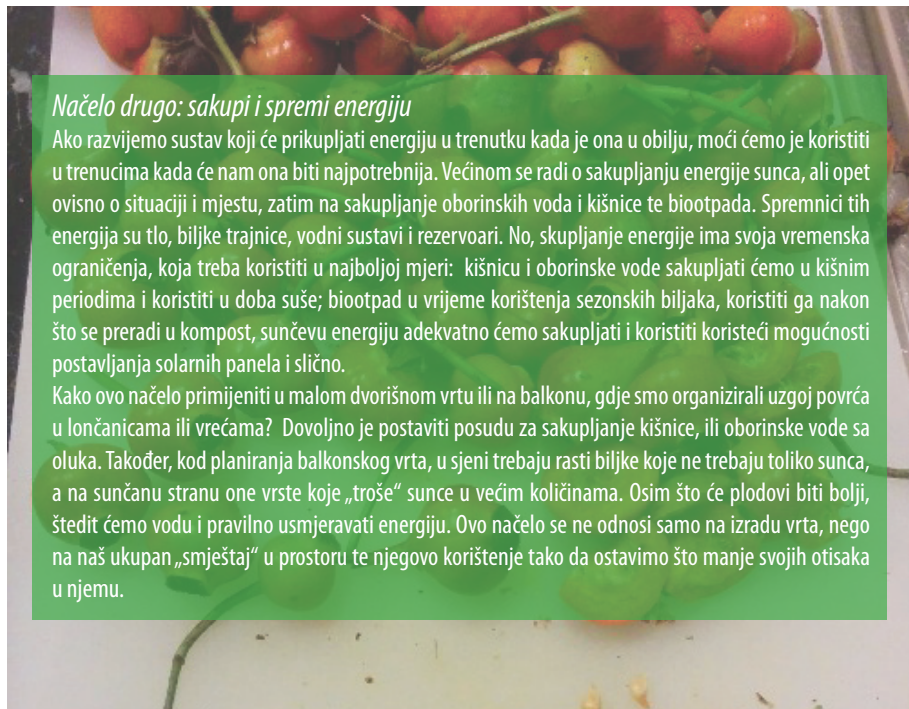 Načelo drugo: sakupi i spremi energiju
Ako razvijemo sustav koji će prikupljati energiju u trenutku kada je ona u obilju, moći ćemo je koristiti
u trenucima kada će nam ona biti najpotrebnija. Većinom se radi o sakupljanju energije sunca, ali opet
ovisno o situaciji i mjestu, zatim na sakupljanje oborinskih voda i kišnice te biootpada. Spremnici tih
energija su tlo, biljke trajnice, vodni sustavi i rezervoari. No, skupljanje energije ima svoja vremenska
ograničenja, koja treba koristiti u najboljoj mjeri: kišnicu i oborinske vode sakupljati ćemo u kišnim
periodima i koristiti u doba suše; biootpad u vrijeme korištenja sezonskih biljaka, koristiti ga nakon
što se preradi u kompost, sunčevu energiju adekvatno ćemo sakupljati i koristiti koristeći mogućnosti
postavljanja solarnih panela i slično.
Kako ovo načelo primijeniti u malom dvorišnom vrtu ili na balkonu, gdje smo organizirali uzgoj povrća
u lončanicama ili vrećama? Dovoljno je postaviti posudu za sakupljanje kišnice, ili oborinske vode sa
oluka. Također, kod planiranja balkonskog vrta, u sjeni trebaju rasti biljke koje ne trebaju toliko sunca,
a na sunčanu stranu one vrste koje „troše“ sunce u većim količinama. Osim što će plodovi biti bolji,
štedit ćemo vodu i pravilno usmjeravati energiju. Ovo načelo se ne odnosi samo na izradu vrta, nego
na naš ukupan „smještaj“ u prostoru te njegovo korištenje tako da ostavimo što manje svojih otisaka
u njemu.